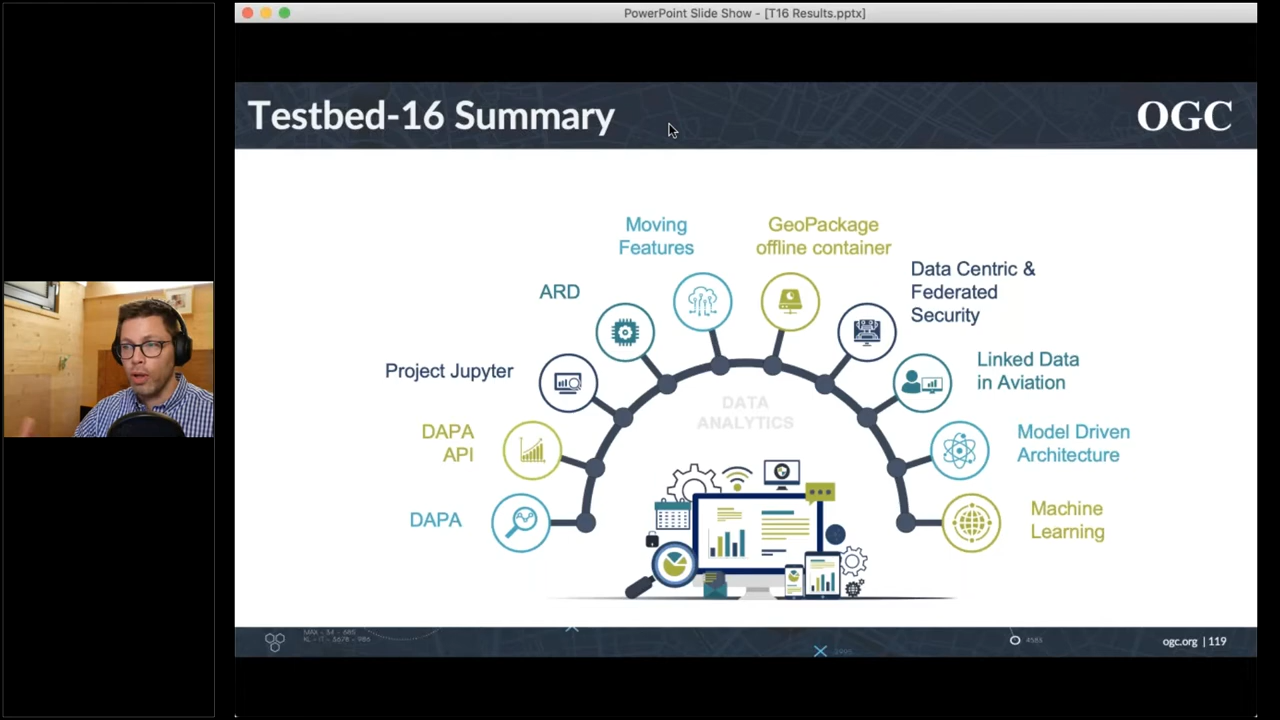 PowerPoint Slide Show - [T16 Results.pptx]
Testbed-16 Summary
OGC
Moving
Features
GeoPackage
offline container
Data Centric &
Federated
Security
ARD
Linked Data
in Aviation
Project Jupyter
DATA
ANALYTICS
DAPA
API
Model Driven
Architecture
DAPA
Machine
Learning
ogc.org | 119